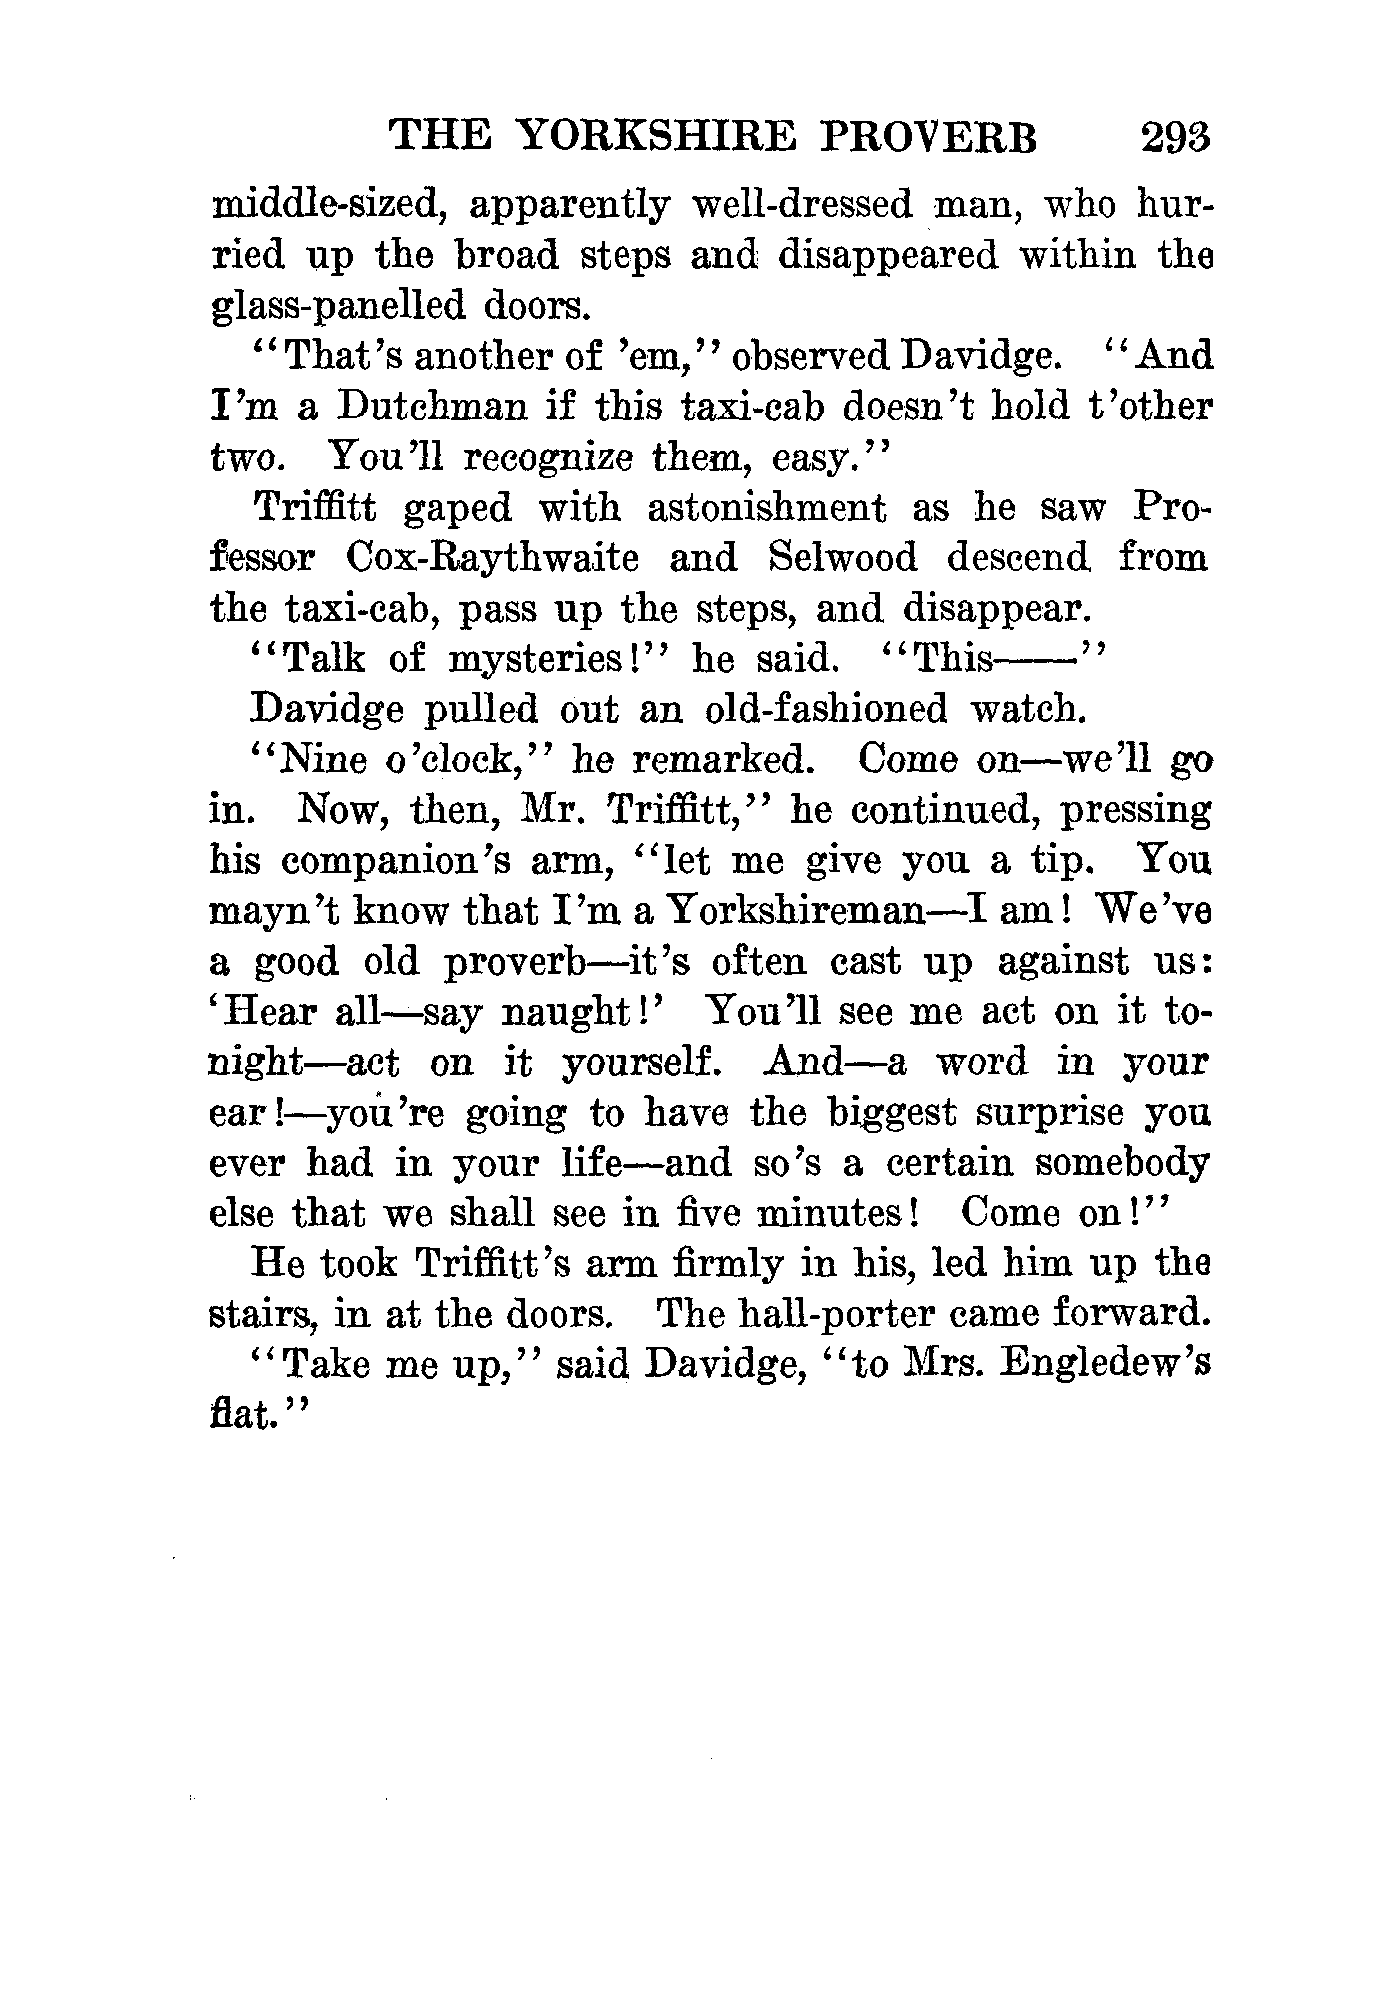 THE YORKSHIRE PROVERB 293
middle-sized, apparently well-dressed man, who hur-
ried up the broad steps and disappeared within the
glass-panelled doors.
"That's another of 'em," observed Davidge. "And
I'm a Dutchman if this taxi-cab doesn't hold t'other
two. You'll recognize them, easy."
Triffitt gaped with astonishment as he saw Pro-
fessor Cox-Raythwaite and Selwood descend from
the taxi-cab, pass up the steps, and disappear.
"Talk of mysteries!" he said. "This——"
Davidge pulled out an old-fashioned watch.
"Nine o'clock," he remarked. Come on—we'll go
in. Now, then, Mr. Triffitt," he continued, pressing
his companion's arm, "let me give you a tip. You
mayn't know that I'm a Yorkshireman—I am! We've
a good old proverb—it's often cast up against us:
'Hear all—say naught!' You'll see me act on it to-
night—act on it yourself. And—a word in your
ear!—you're going to have the biggest surprise you
ever had in your life—and so's a certain somebody
else that we shall see in five minutes! Come on!"
He took Triffitt's arm firmly in his, led him up the
stairs, in at the doors. The hall-porter came forward.
"Take me up," said Davidge, "to Mrs. Engledew's
flat."